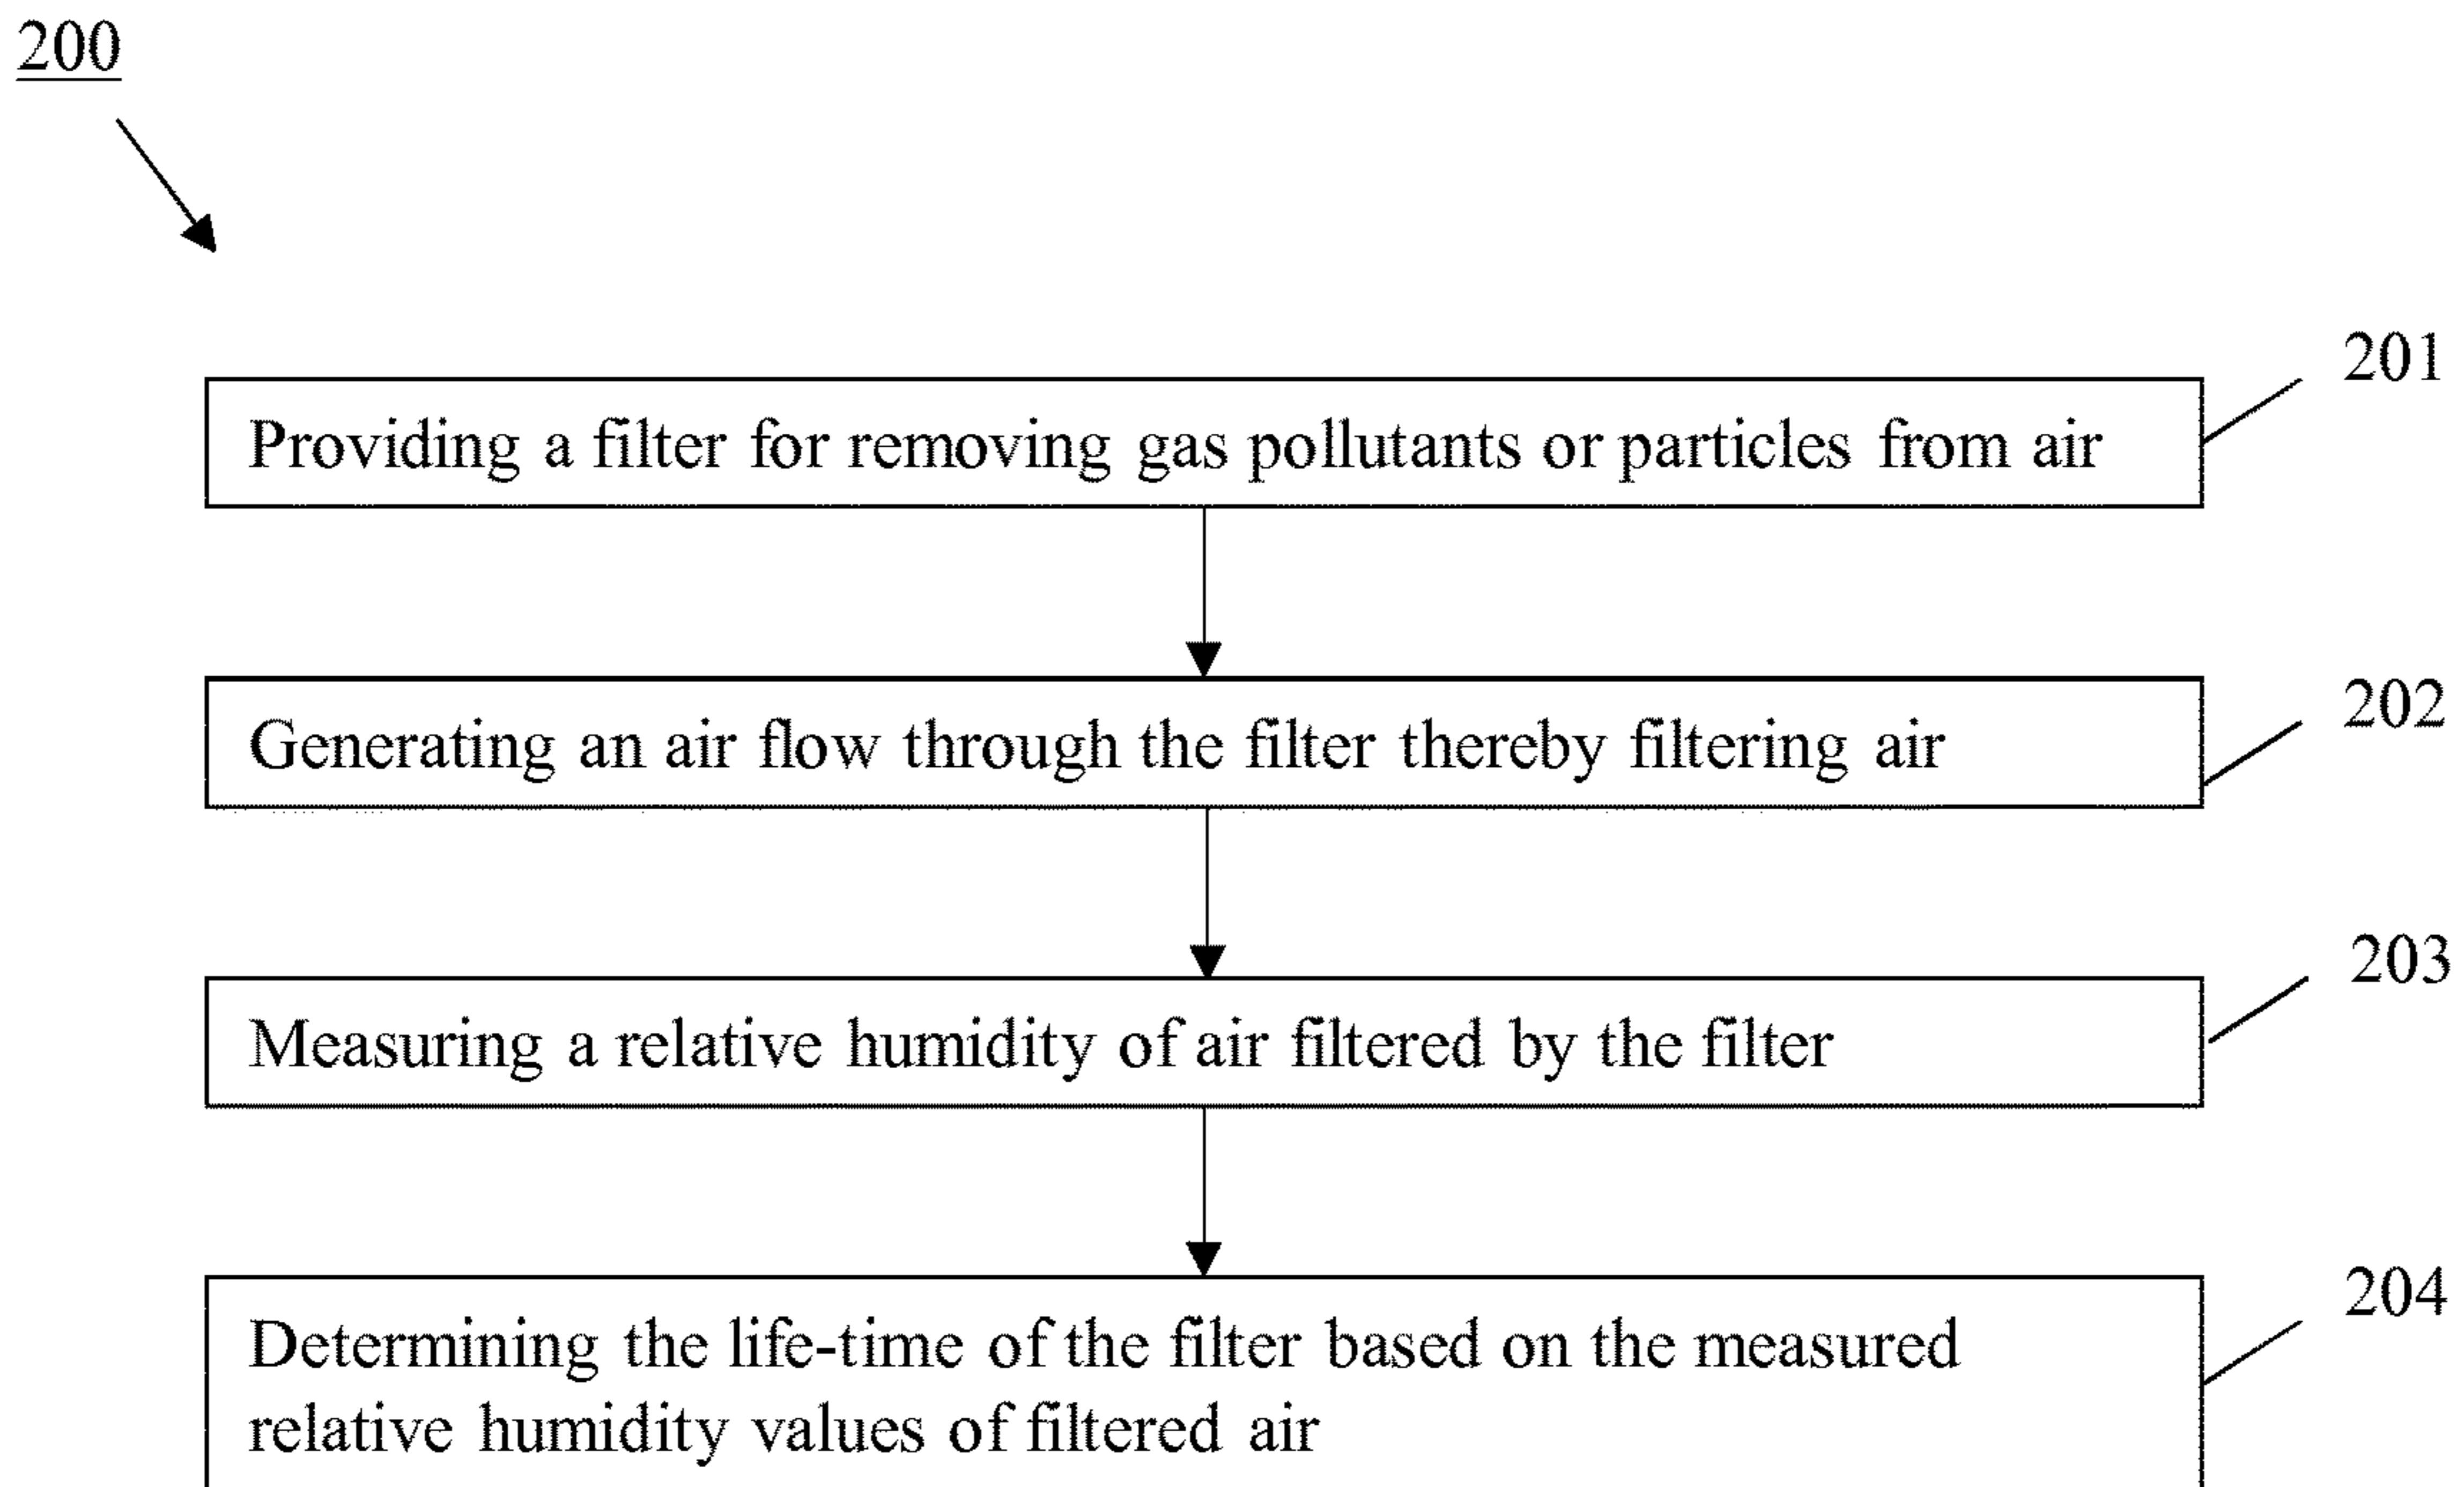 200
201
Providing a filter for removing gas pollutants or particles from air
202
Generating an air flow through the filter thereby filtering air
203
Measuring a relative humidity of air filtered by the filter
204
Determining the life-time of the filter based on the measured
relative humidity values of filtered air